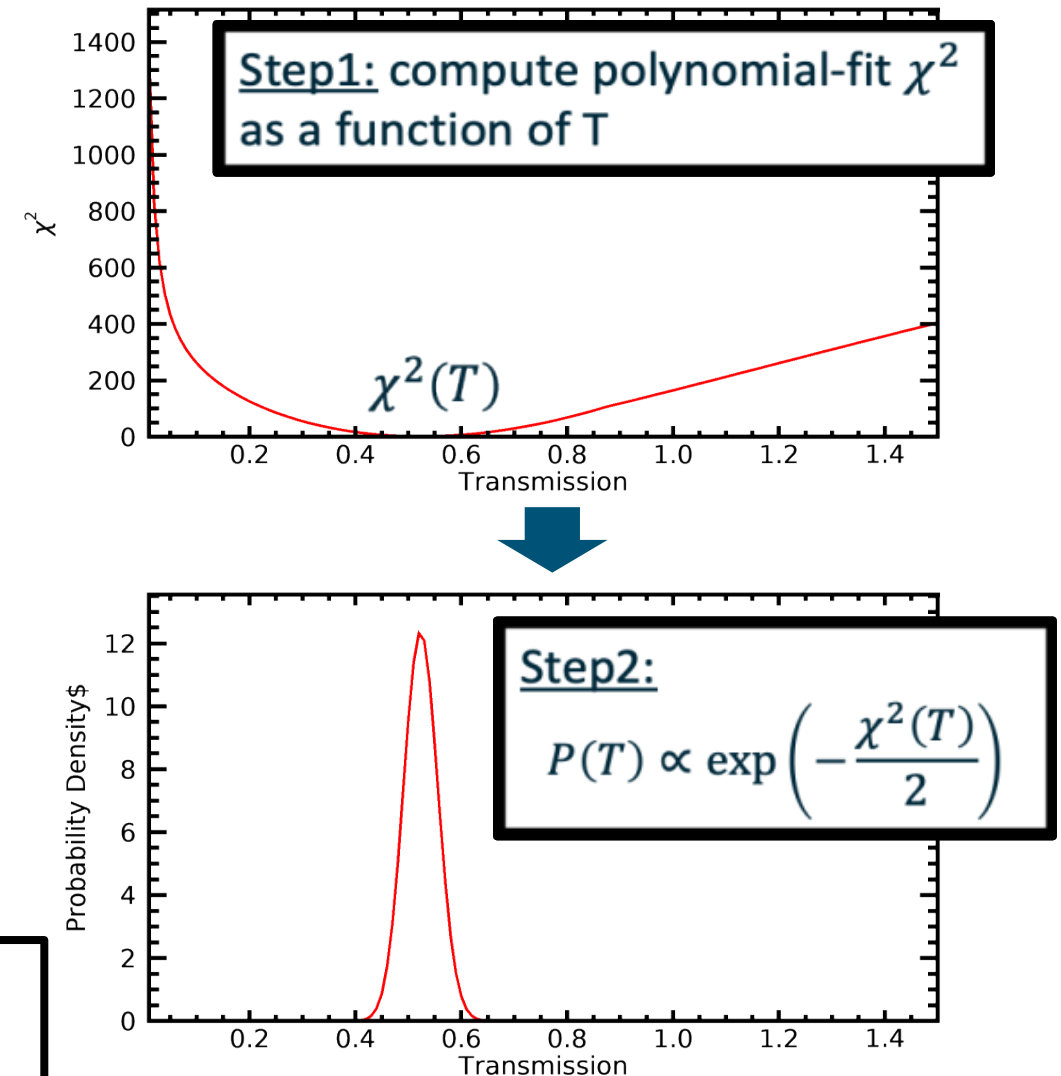 1400
1200
1000
800
600
400
200
0
χ²
Step1: compute polynomial-fit χ²
as a function of T
χ²(T)
0.2 0.4 0.6 0.8 1.0 1.2 1.4
Transmission
12
10
8
6
4
2
0
Probability Density$
Step2:
P(T) ∝ exp(−χ²(T)/2)
0.2 0.4 0.6 0.8 1.0 1.2 1.4
Transmission